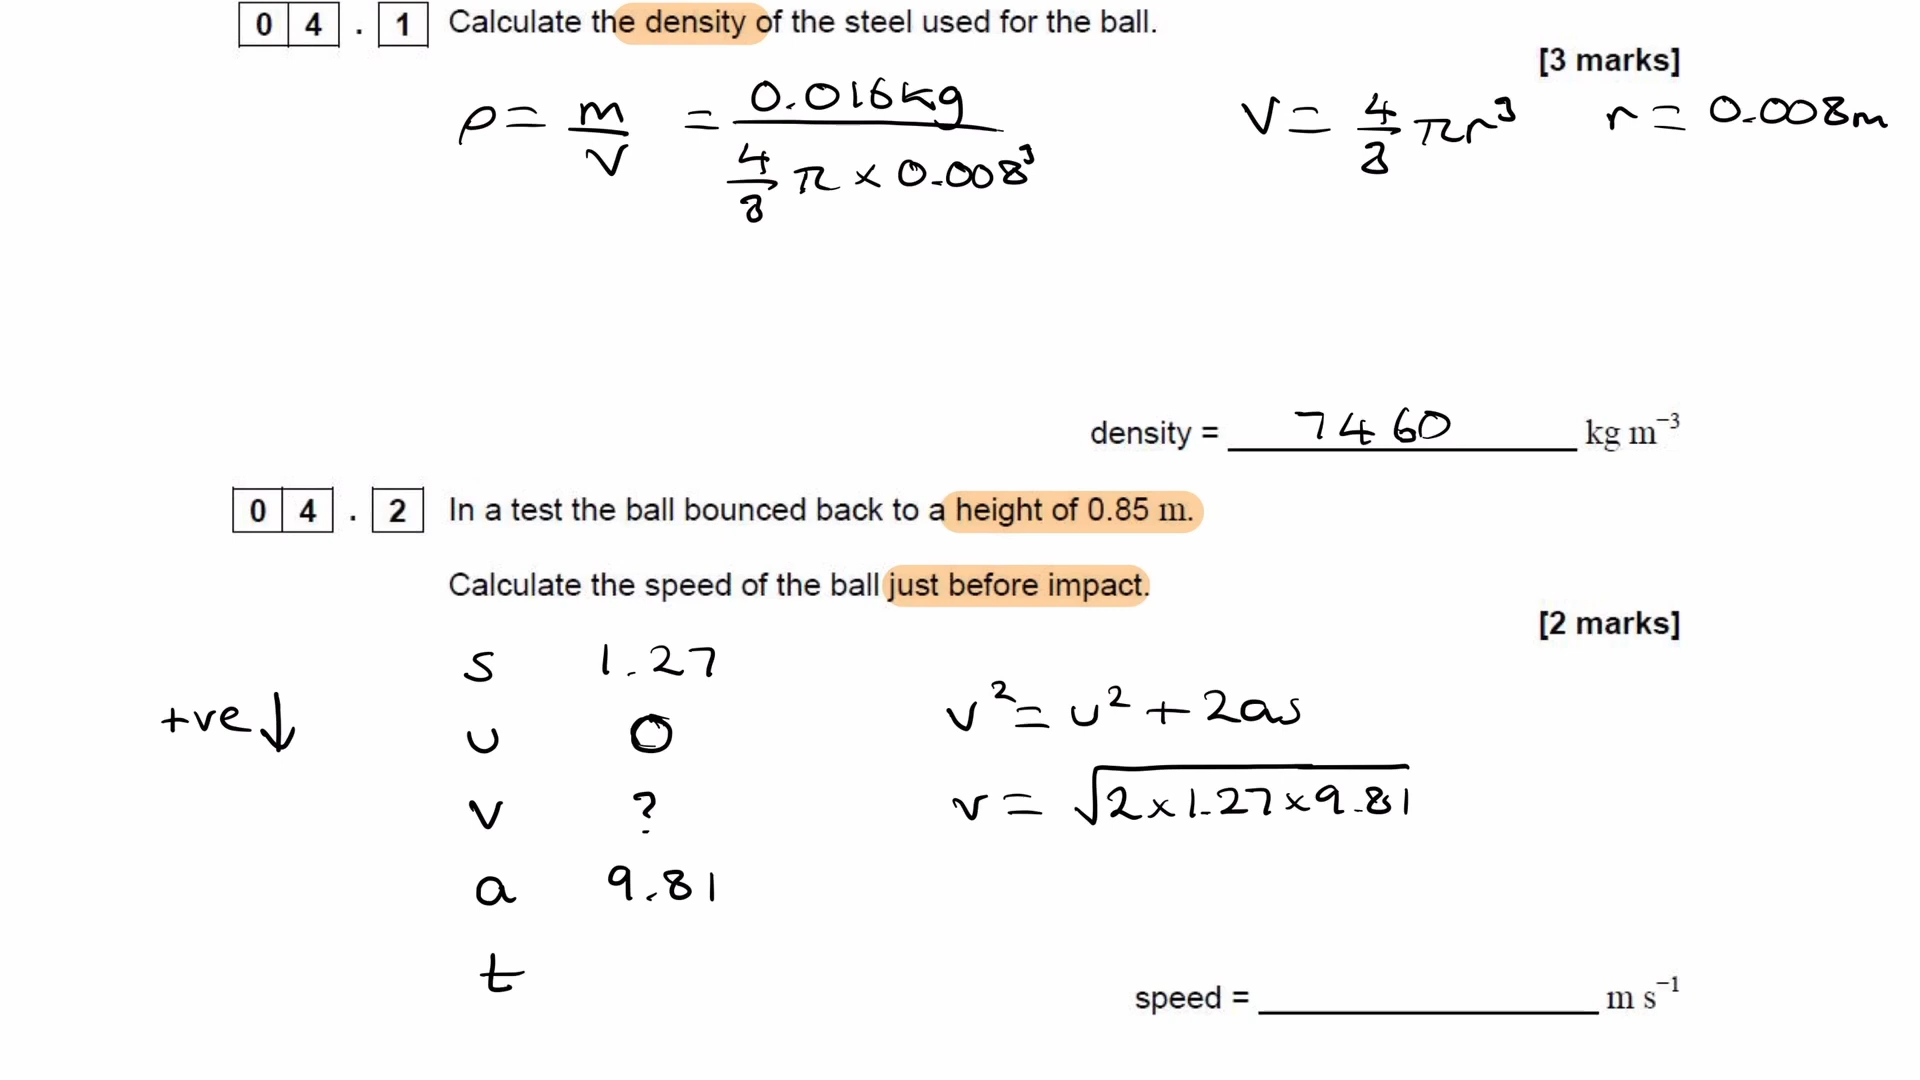 0 4 . 1 Calculate the density of the steel used for the ball.
[3 marks]
ρ = m/V = 0.016kg / 4/3 π × 0.008³
V = 4/3 πr³ r = 0.008m
density = 7460 kg m⁻³
0 4 . 2 In a test the ball bounced back to a height of 0.85 m.
Calculate the speed of the ball just before impact.
[2 marks]
s 1.27
+ve ↓
u 0
v ?
a 9.81
t
v² = u² + 2as
v = √2×1.27×9.81
speed = ____ m s⁻¹